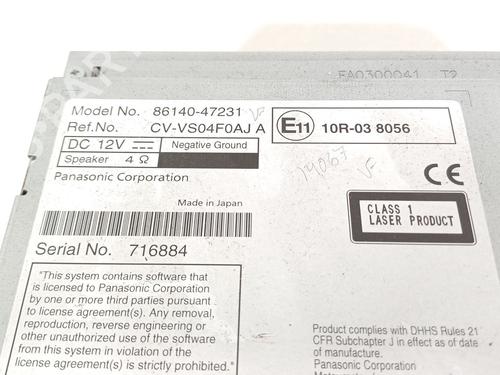 FA0300041 T2
Model No. 86140-47231
Ref.No. CV-VS04F0AJ A
DC 12V
Negative Ground
Speaker 4 Ω
Panasonic Corporation
E11 10R-03 8056
19067
CE
Made in Japan
CLASS 1
LASER PRODUCT
Serial No. 716884
"This system contains software that
is licensed to Panasonic Corporation
by one or more third parties pursuant to
license agreement(s). Any removal,
reproduction, reverse engineering or
other unauthorized use of the software
from this system in violation of the
license agreement(s) is strictly prohibited."
Product complies with DHHS Rules 21
CFR Subchapter J in effect as of date
of manufacture.
Panasonic Corporation